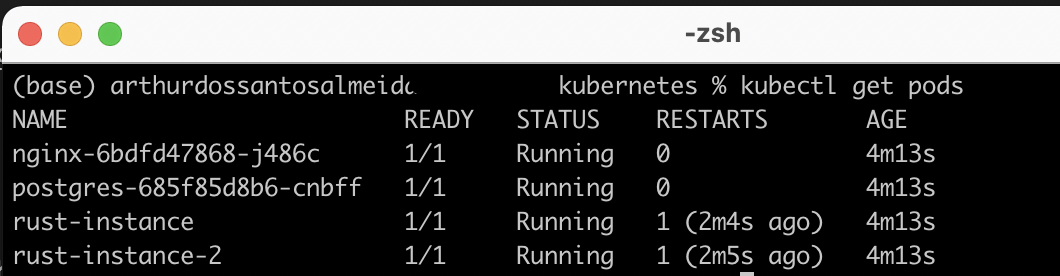 -zsh
(base) arthurdossantosalmeida kubernetes % kubectl get pods
NAME READY STATUS RESTARTS AGE
nginx-6bdfd47868-j486c 1/1 Running 0 4m13s
postgres-685f85d8b6-cnbff 1/1 Running 0 4m13s
rust-instance 1/1 Running 1 (2m4s ago) 4m13s
rust-instance-2 1/1 Running 1 (2m5s ago) 4m13s